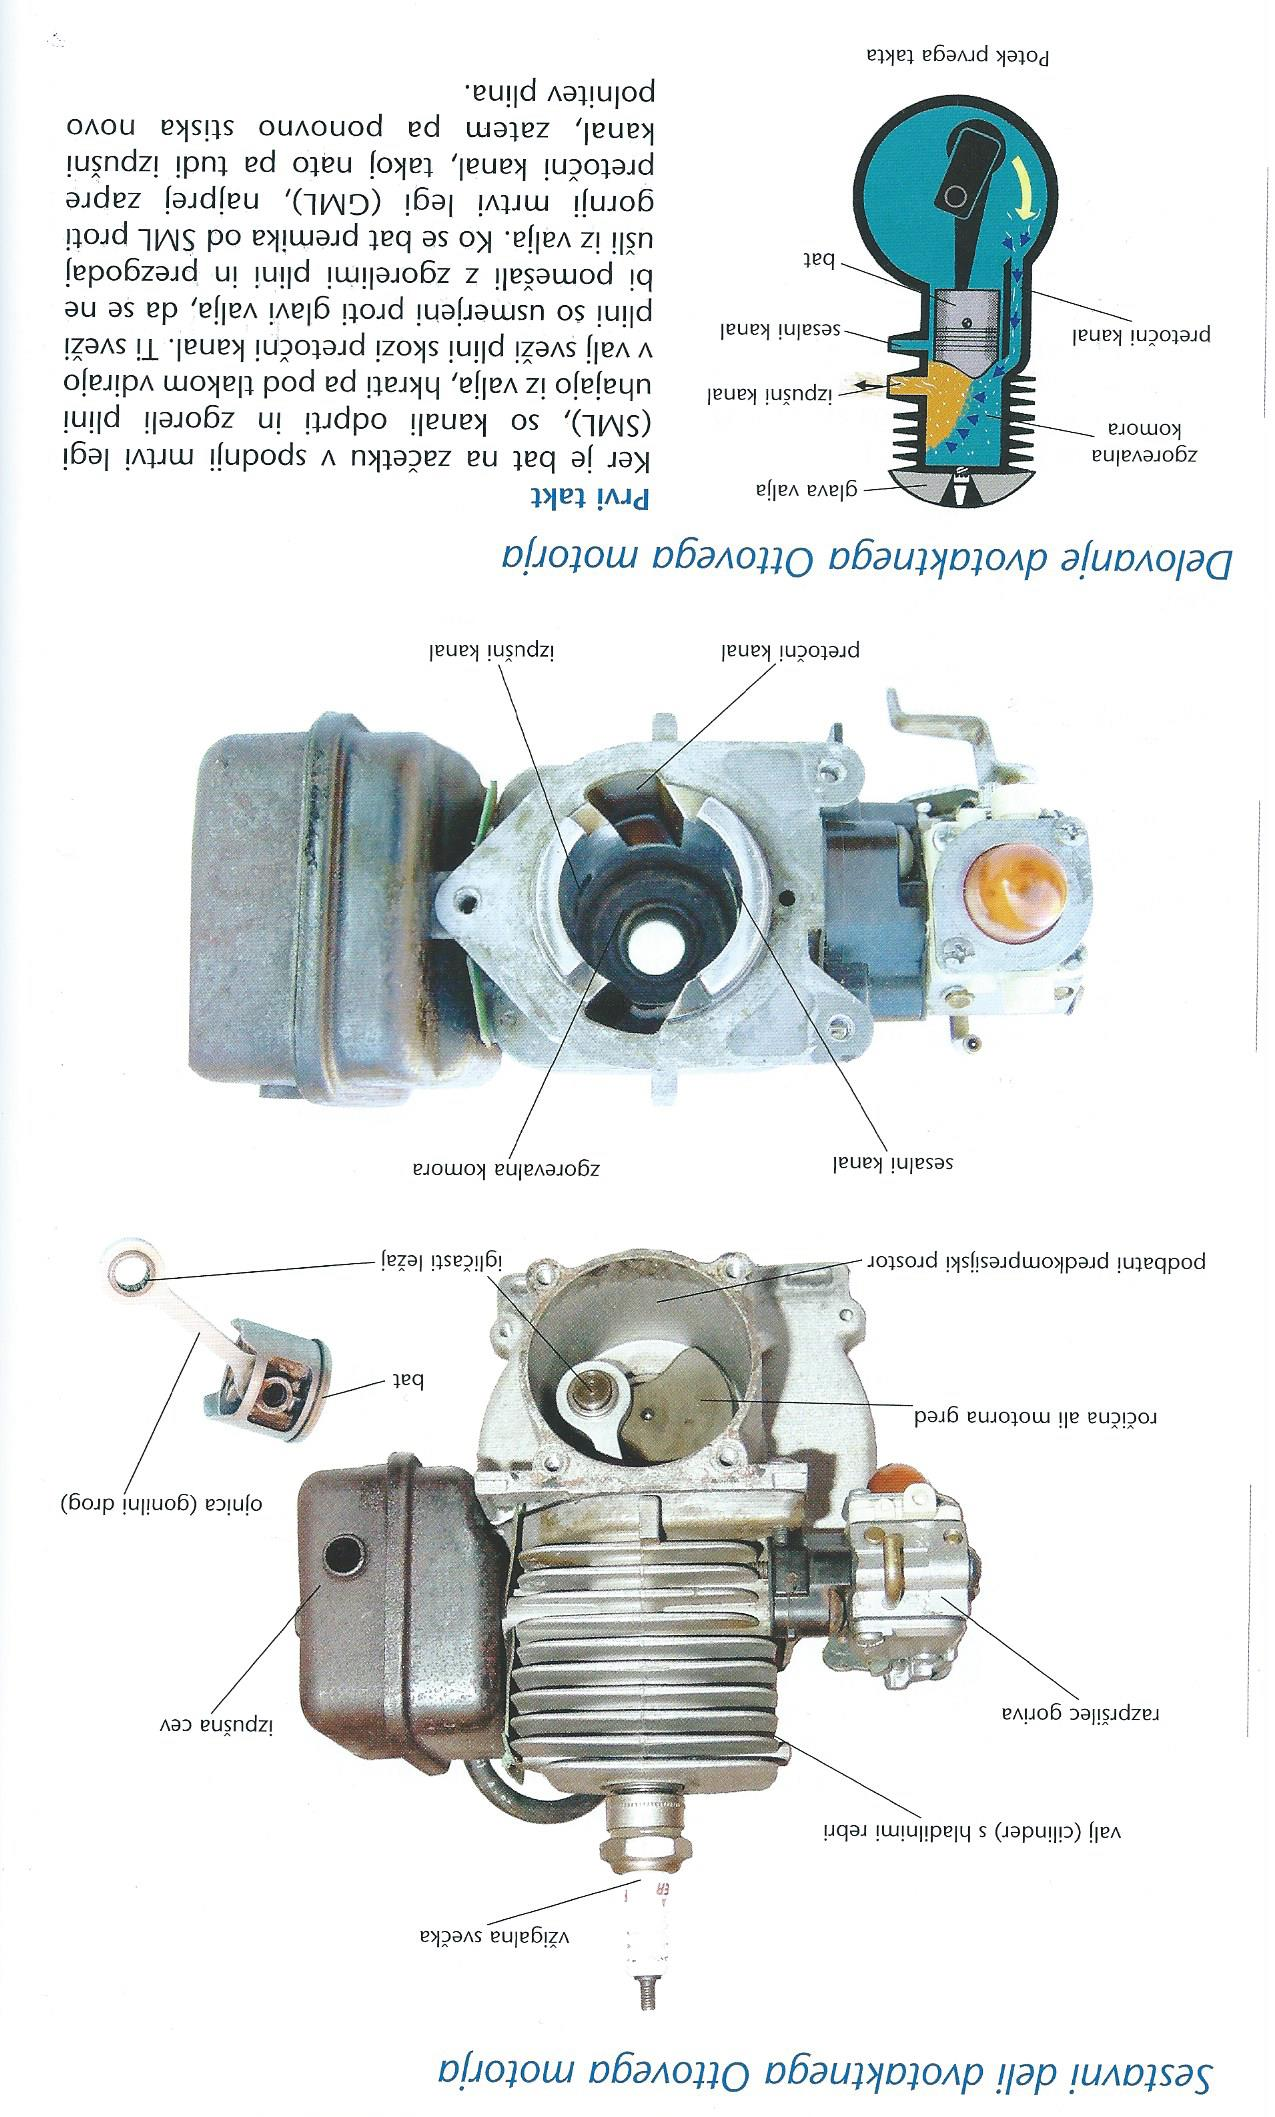 Sestavni deli dvotaktnega Ottovega motorja
vžigalna svečka
valj (cilinder) s hladilnimi rebri
razpršilec goriva
izpušna cev
ojnica (gonilni drog)
ročična ali motorna gred
bat
podbatni predkompresijski prostor
igličasti ležaj
sesalni kanal
zgorevalna komora
pretočni kanal
izpušni kanal
Delovanje dvotaktnega Ottovega motorja
glava valja
zgorevalna
komora
izpušni kanal
pretočni kanal
sesalni kanal
bat
Potek prvega takta
Prvi takt
Ker je bat na začetku v spodnji mrtvi legi
(SML), so kanali odprti in zgoreli plini
uhajajo iz valja, hkrati pa pod tlakom vdirajo
v valj sveži plini skozi pretočni kanal. Ti sveži
plini so usmerjeni proti glavi valja, da se ne
bi pomešali z zgorelimi plini in prezgodaj
ušli iz valja. Ko se bat premika od SML proti
gornji mrtvi legi (GML), najprej zapre
pretočni kanal, takoj nato pa tudi izpušni
kanal, zatem pa ponovno stiska novo
polnitev plina.